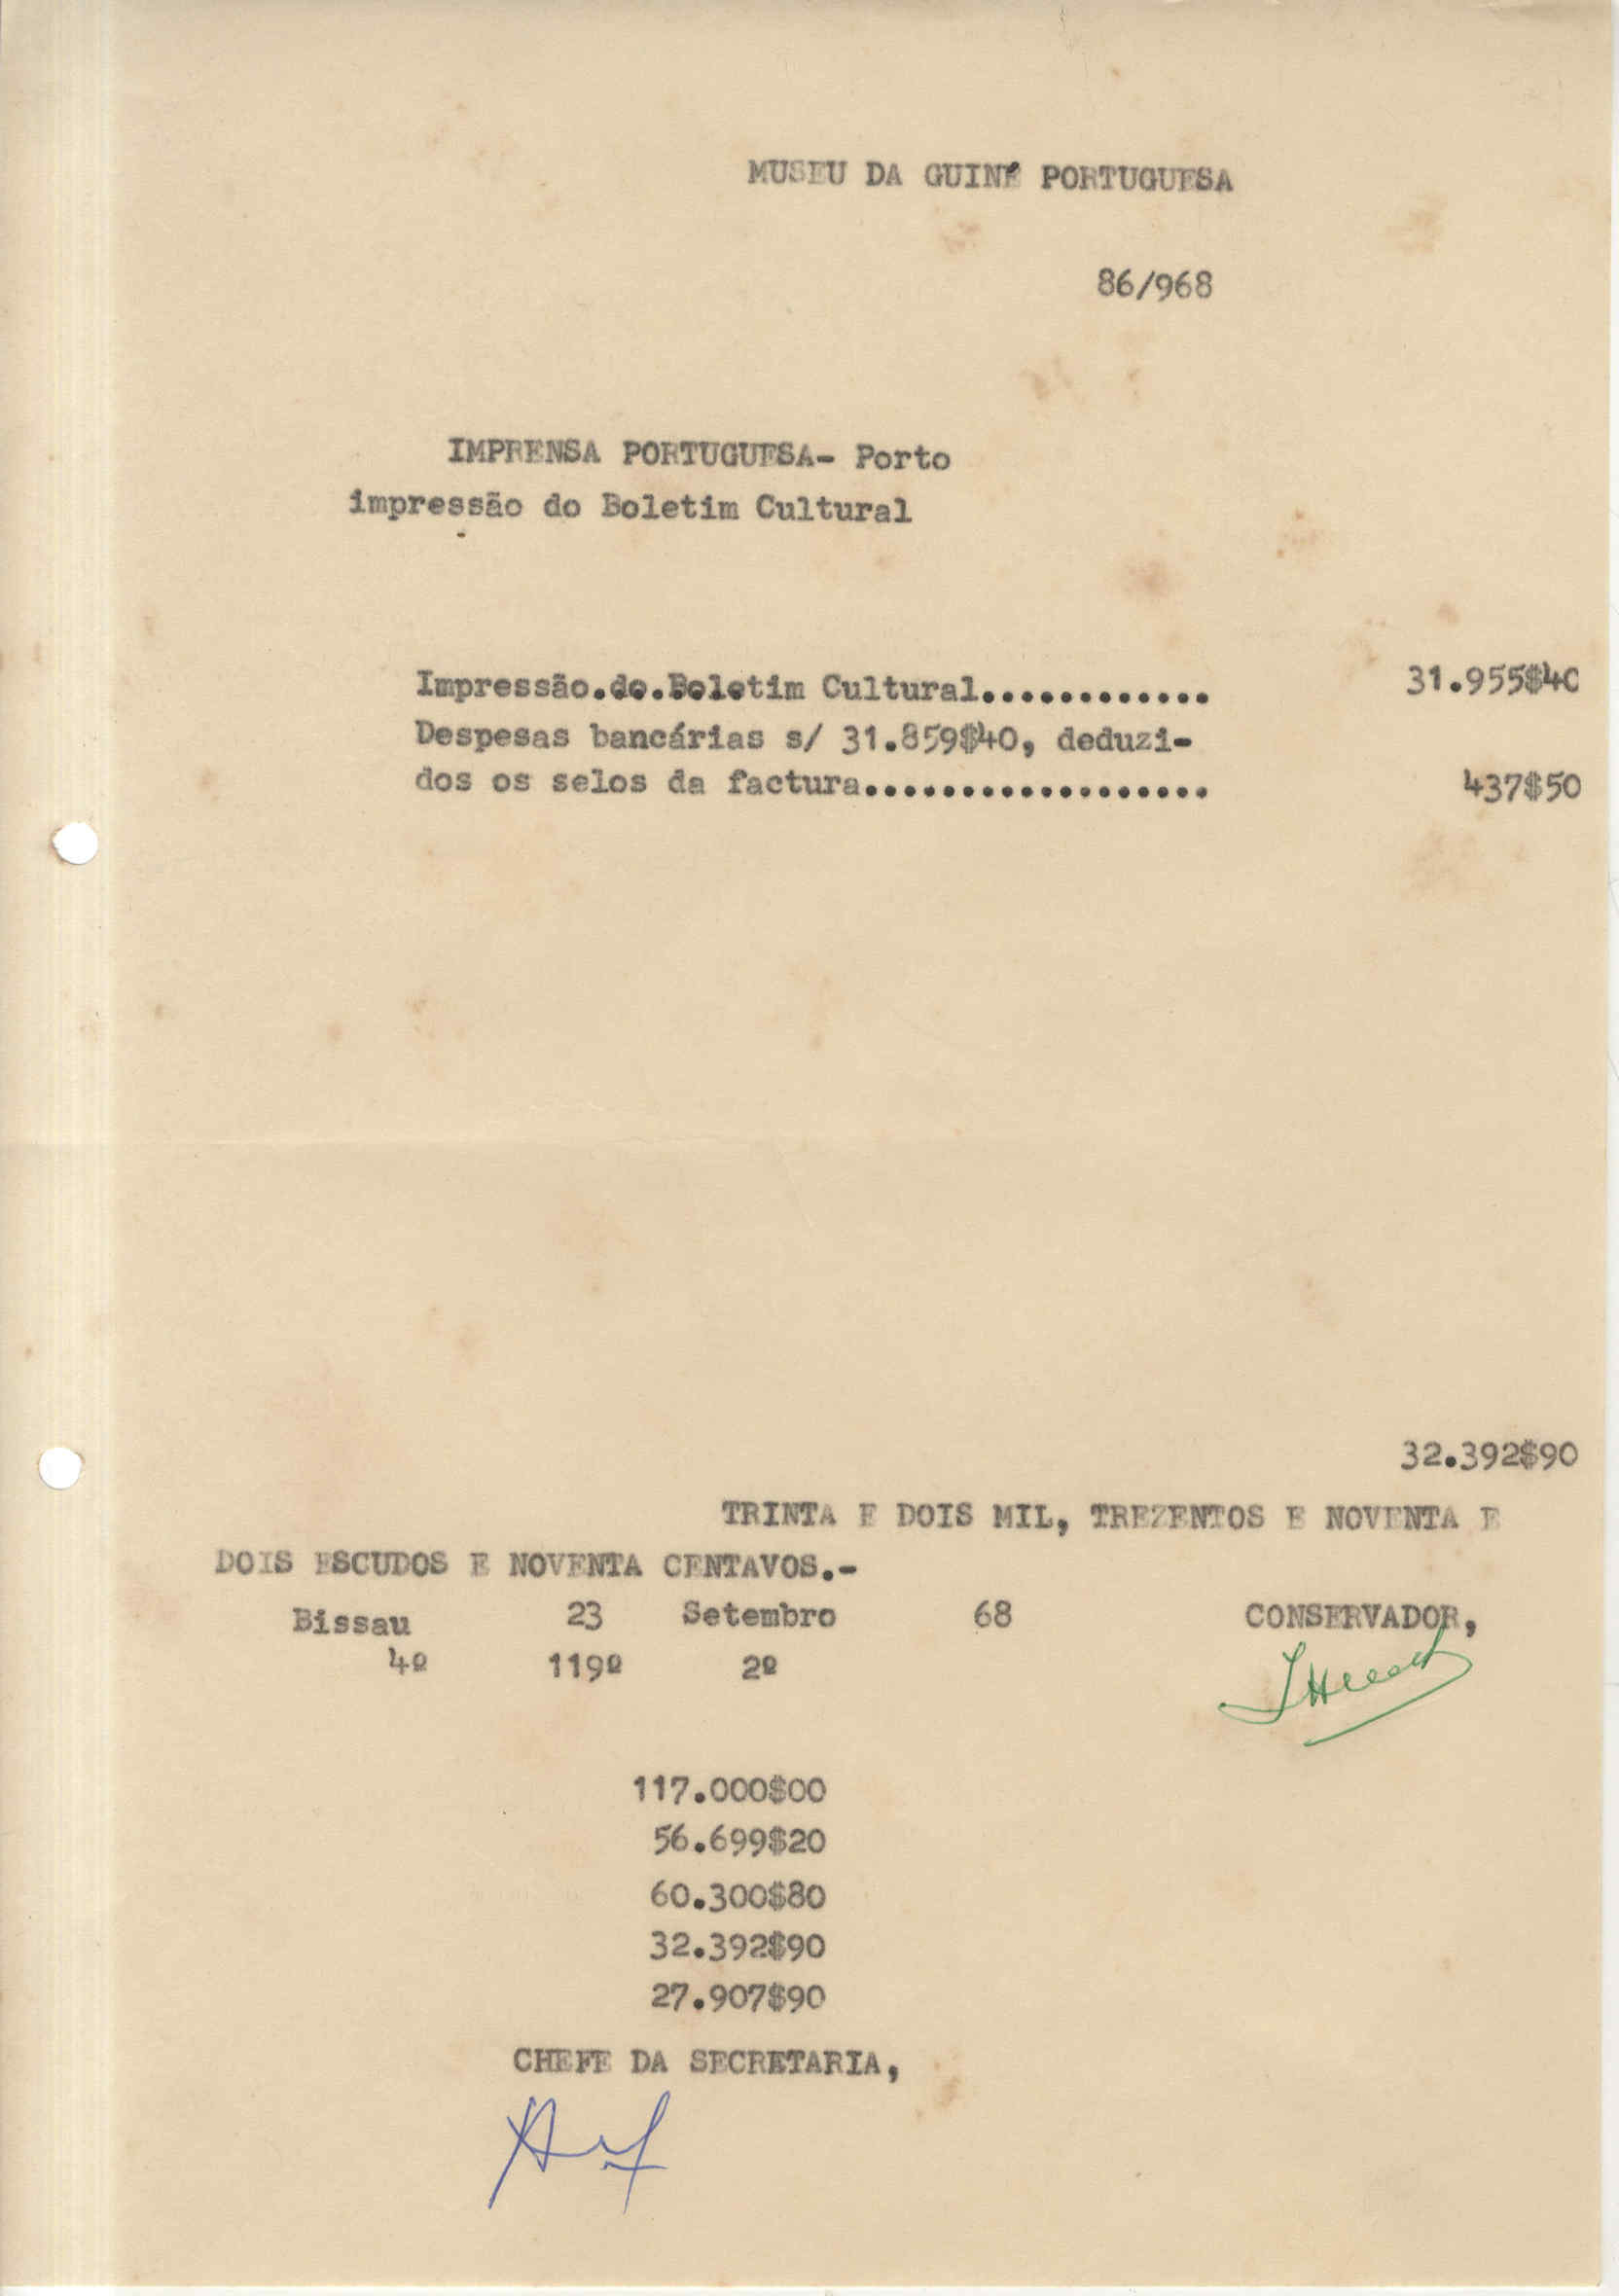 MUSEU DA GUINÉ PORTUGUESA
86/968
IMPRENSA PORTUGUESA- Porto
impressão do Boletim Cultural
Impressão.do.Boletim Cultural............ 31.955$40
Despesas bancárias s/ 31.859$40, deduzi-
dos os selos da factura.................. 437$50
32.392$90
TRINTA E DOIS MIL, TREZENTOS E NOVENTA E
DOIS ESCUDOS E NOVENTA CENTAVOS.-
Bissau 23 Setembro 68 CONSERVADOR,
4º 119º 2º
117.000$00
56.699$20
60.300$80
32.392$90
27.907$90
CHEFE DA SECRETARIA,